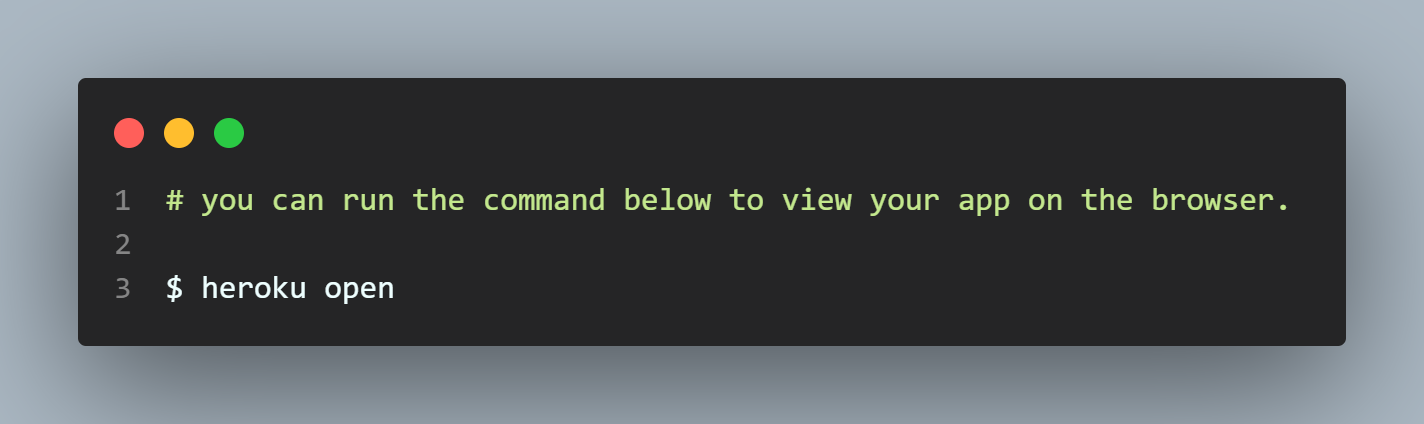 1 # you can run the command below to view your app on the browser.
2
3 $ heroku open